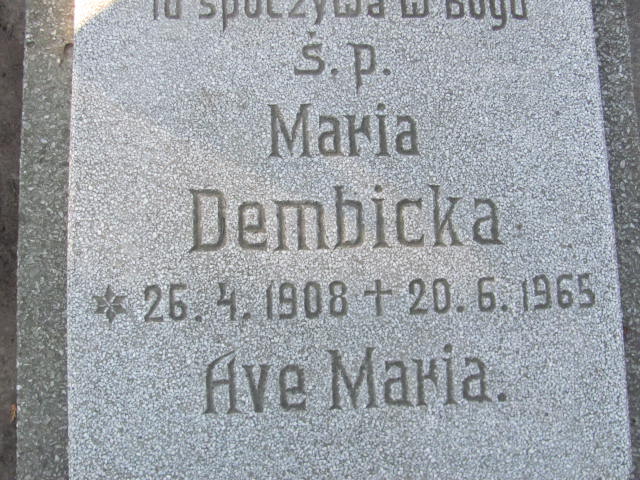 Tu spoczywa w Bogu
Ś. p.
Maria
Dembicka
* 26. 4. 1908 † 20. 6. 1965
Ave Maria.